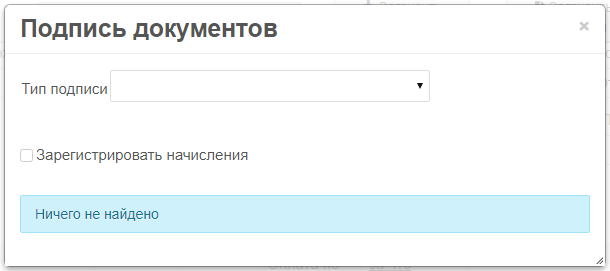 Подпись документов
Тип подписи
Зарегистрировать начисления
Ничего не найдено